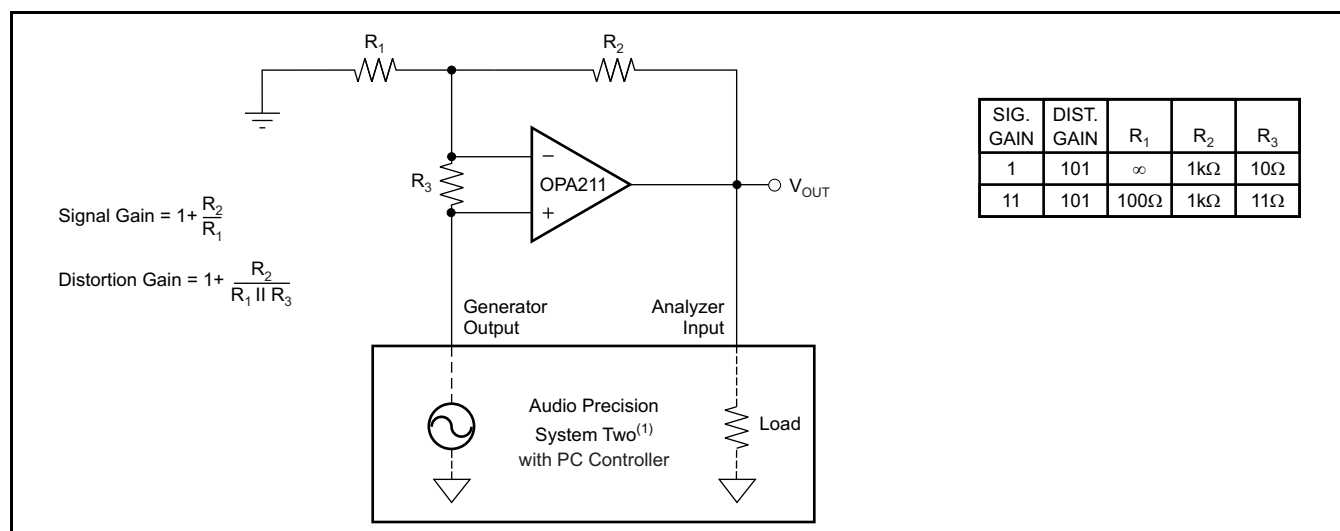 R1
R2
R3
−
OPA211
+
VOUT
Signal Gain = 1+ R2
R1
Distortion Gain = 1+ R2
R1 II R3
Generator
Output
Analyzer
Input
Audio Precision
System Two(1)
with PC Controller
Load
SIG. GAIN DIST. GAIN R1 R2 R3
1 101 ∞ 1kΩ 10Ω
11 101 100Ω 1kΩ 11Ω